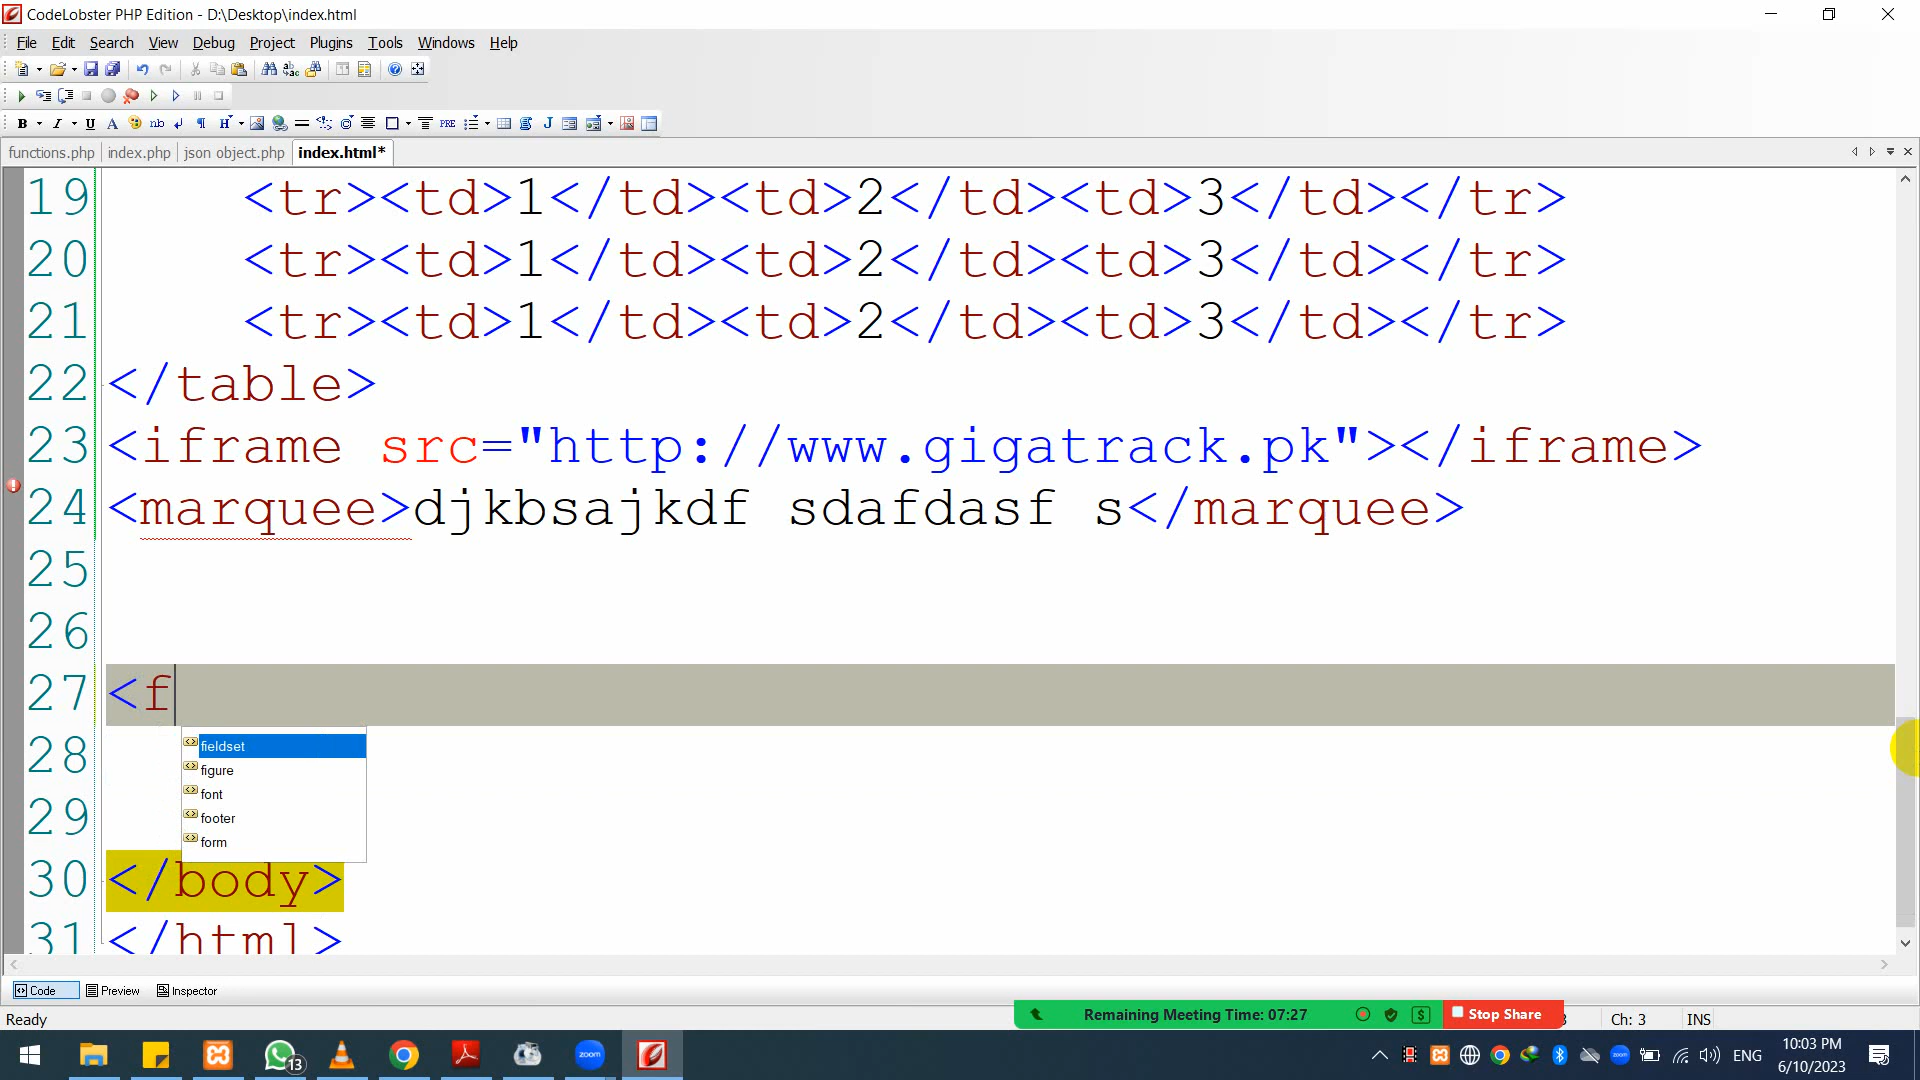 CodeLobster PHP Edition - D:\Desktop\index.html
File Edit Search View Debug Project Plugins Tools Windows Help
functions.php index.php json object.php index.html*
19 <tr><td>1</td><td>2</td><td>3</td></tr>
20 <tr><td>1</td><td>2</td><td>3</td></tr>
21 <tr><td>1</td><td>2</td><td>3</td></tr>
22 </table>
23 <iframe src="http://www.gigatrack.pk"></iframe>
24 <marquee>djkbsajkdf sdafdasf s</marquee>
25
26
27 <f
fieldset
28
figure
font
29
footer
form
30 </body>
31 </html>
Code Preview Inspector
Remaining Meeting Time: 07:27 Stop Share
Ready Ch: 3 INS
13 zoom ENG 10:03 PM
6/10/2023